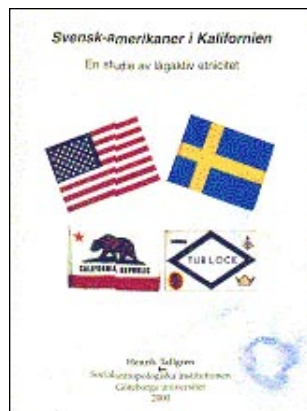 Svensk-amerikaner i Kalifornien
En studie av lågaktiv etnicitet
CALIFORNIA REPUBLIC
TURLOCK
Henrik Tallgren
Socialantropologiska institutionen
Göteborgs universitet
2000